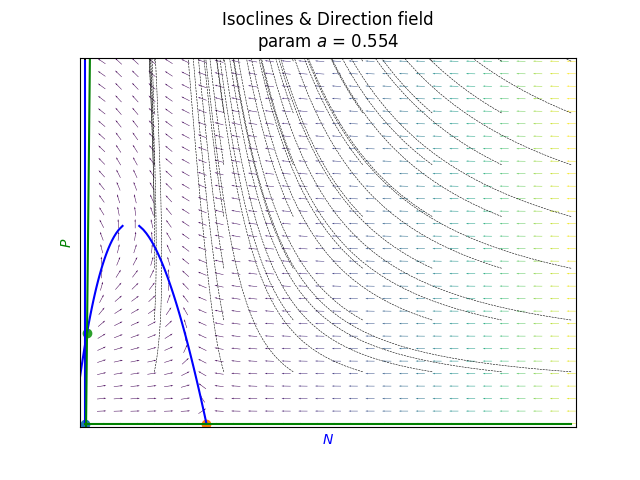 Isoclines & Direction field
param a = 0.554
P
N